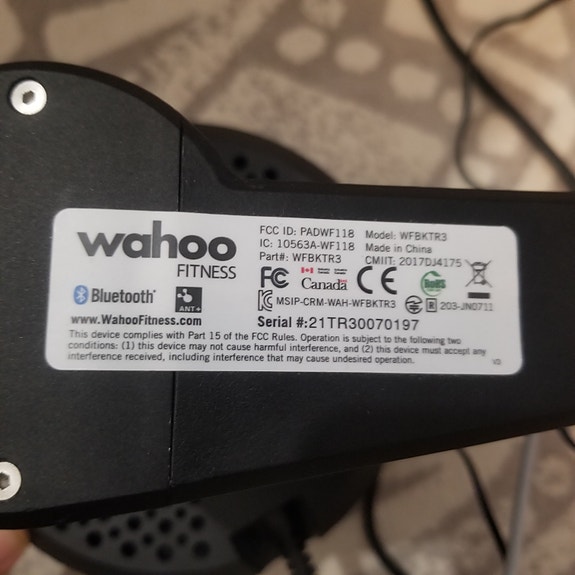 wahoo
FITNESS
FCC ID: PADWF118 Model: WFBKTR3
IC: 10563A-WF118 Made in China
Part#: WFBKTR3 CMIIT: 2017DJ4175
FC Canada CE RoHS
Bluetooth® ANT+ MSIP-CRM-WAH-WFBKTR3 R 203-JN0711
www.WahooFitness.com Serial #:21TR30070197
This device complies with Part 15 of the FCC Rules. Operation is subject to the following two
conditions: (1) this device may not cause harmful interference, and (2) this device must accept any
interference received, including interference that may cause undesired operation.